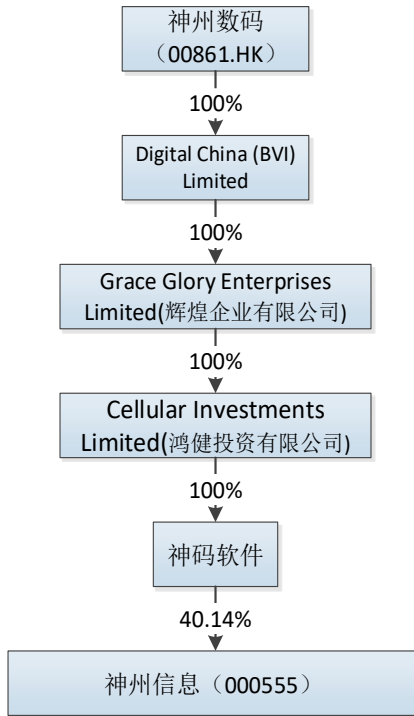 神州数码
（00861.HK）
100%
Digital China (BVI)
Limited
100%
Grace Glory Enterprises
Limited(辉煌企业有限公司)
100%
Cellular Investments
Limited(鸿健投资有限公司)
100%
神码软件
40.14%
神州信息（000555）